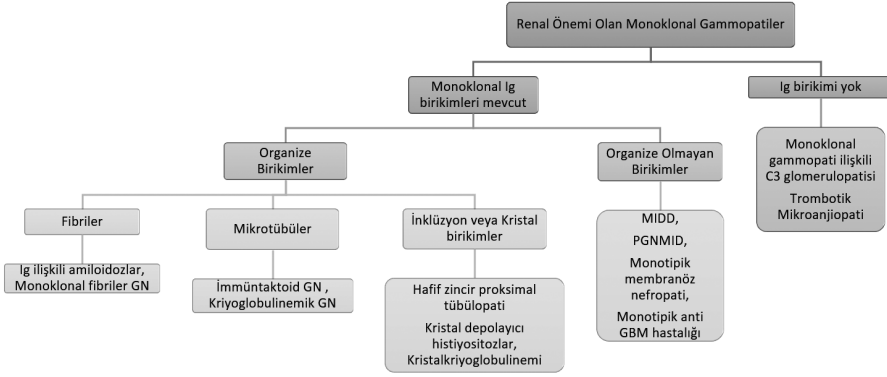 Renal Önemi Olan Monoklonal Gammopatiler
Monoklonal Ig
birikimleri mevcut
Ig birikimi yok
Organize
Birikimler
Organize Olmayan
Birikimler
Monoklonal
gammopati ilişkili
C3 glomerulopatisi
Trombotik
Mikroanjiopati
Fibriler
Mikrotübüler
İnklüzyon veya Kristal
birikimler
MIDD,
PGNMID,
Monotipik
membranöz
nefropati,
Monotipik anti
GBM hastalığı
Ig ilişkili amiloidozlar,
Monoklonal fibriler GN
İmmüntaktoid GN ,
Kriyoglobulinemik GN
Hafif zincir proksimal
tübülopati
Kristal depolayıcı
histiyositozlar,
Kristalkriyoglobulinemi